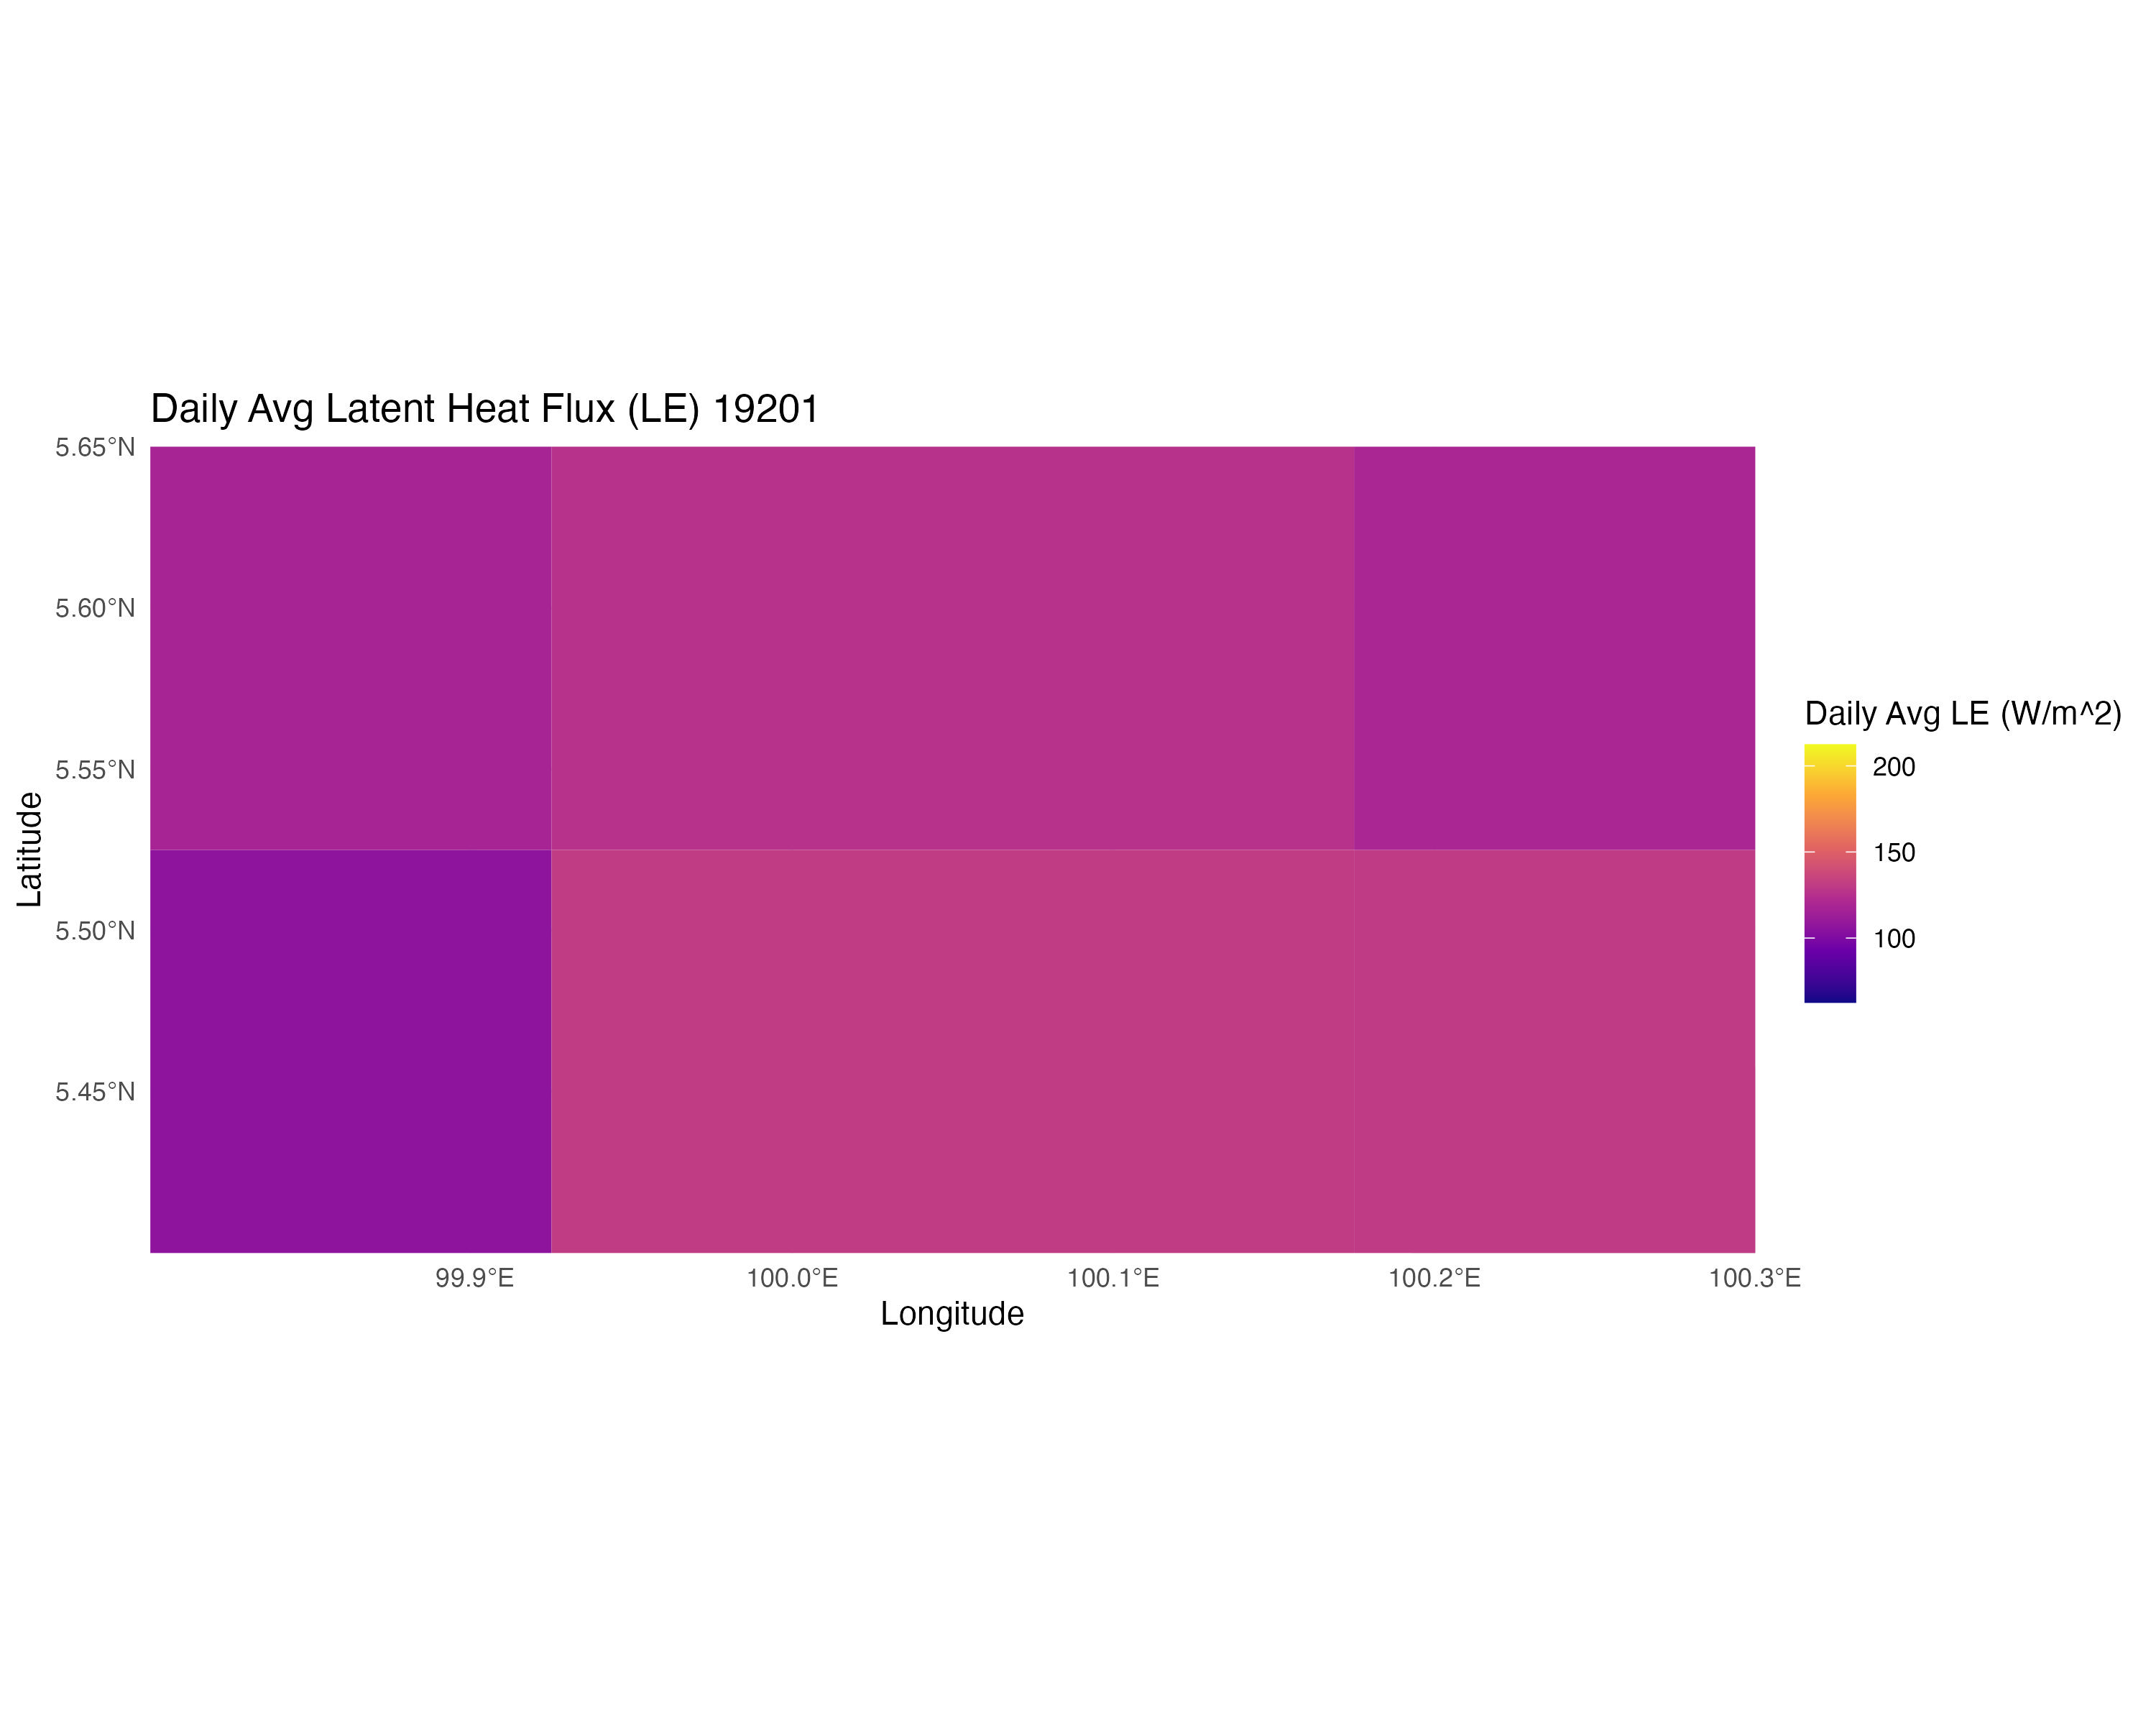 Daily Avg Latent Heat Flux (LE) 19201
5.65°N
5.60°N
5.55°N
5.50°N
5.45°N
Latitude
99.9°E
100.0°E
100.1°E
100.2°E
100.3°E
Longitude
Daily Avg LE (W/m^2)
200
150
100